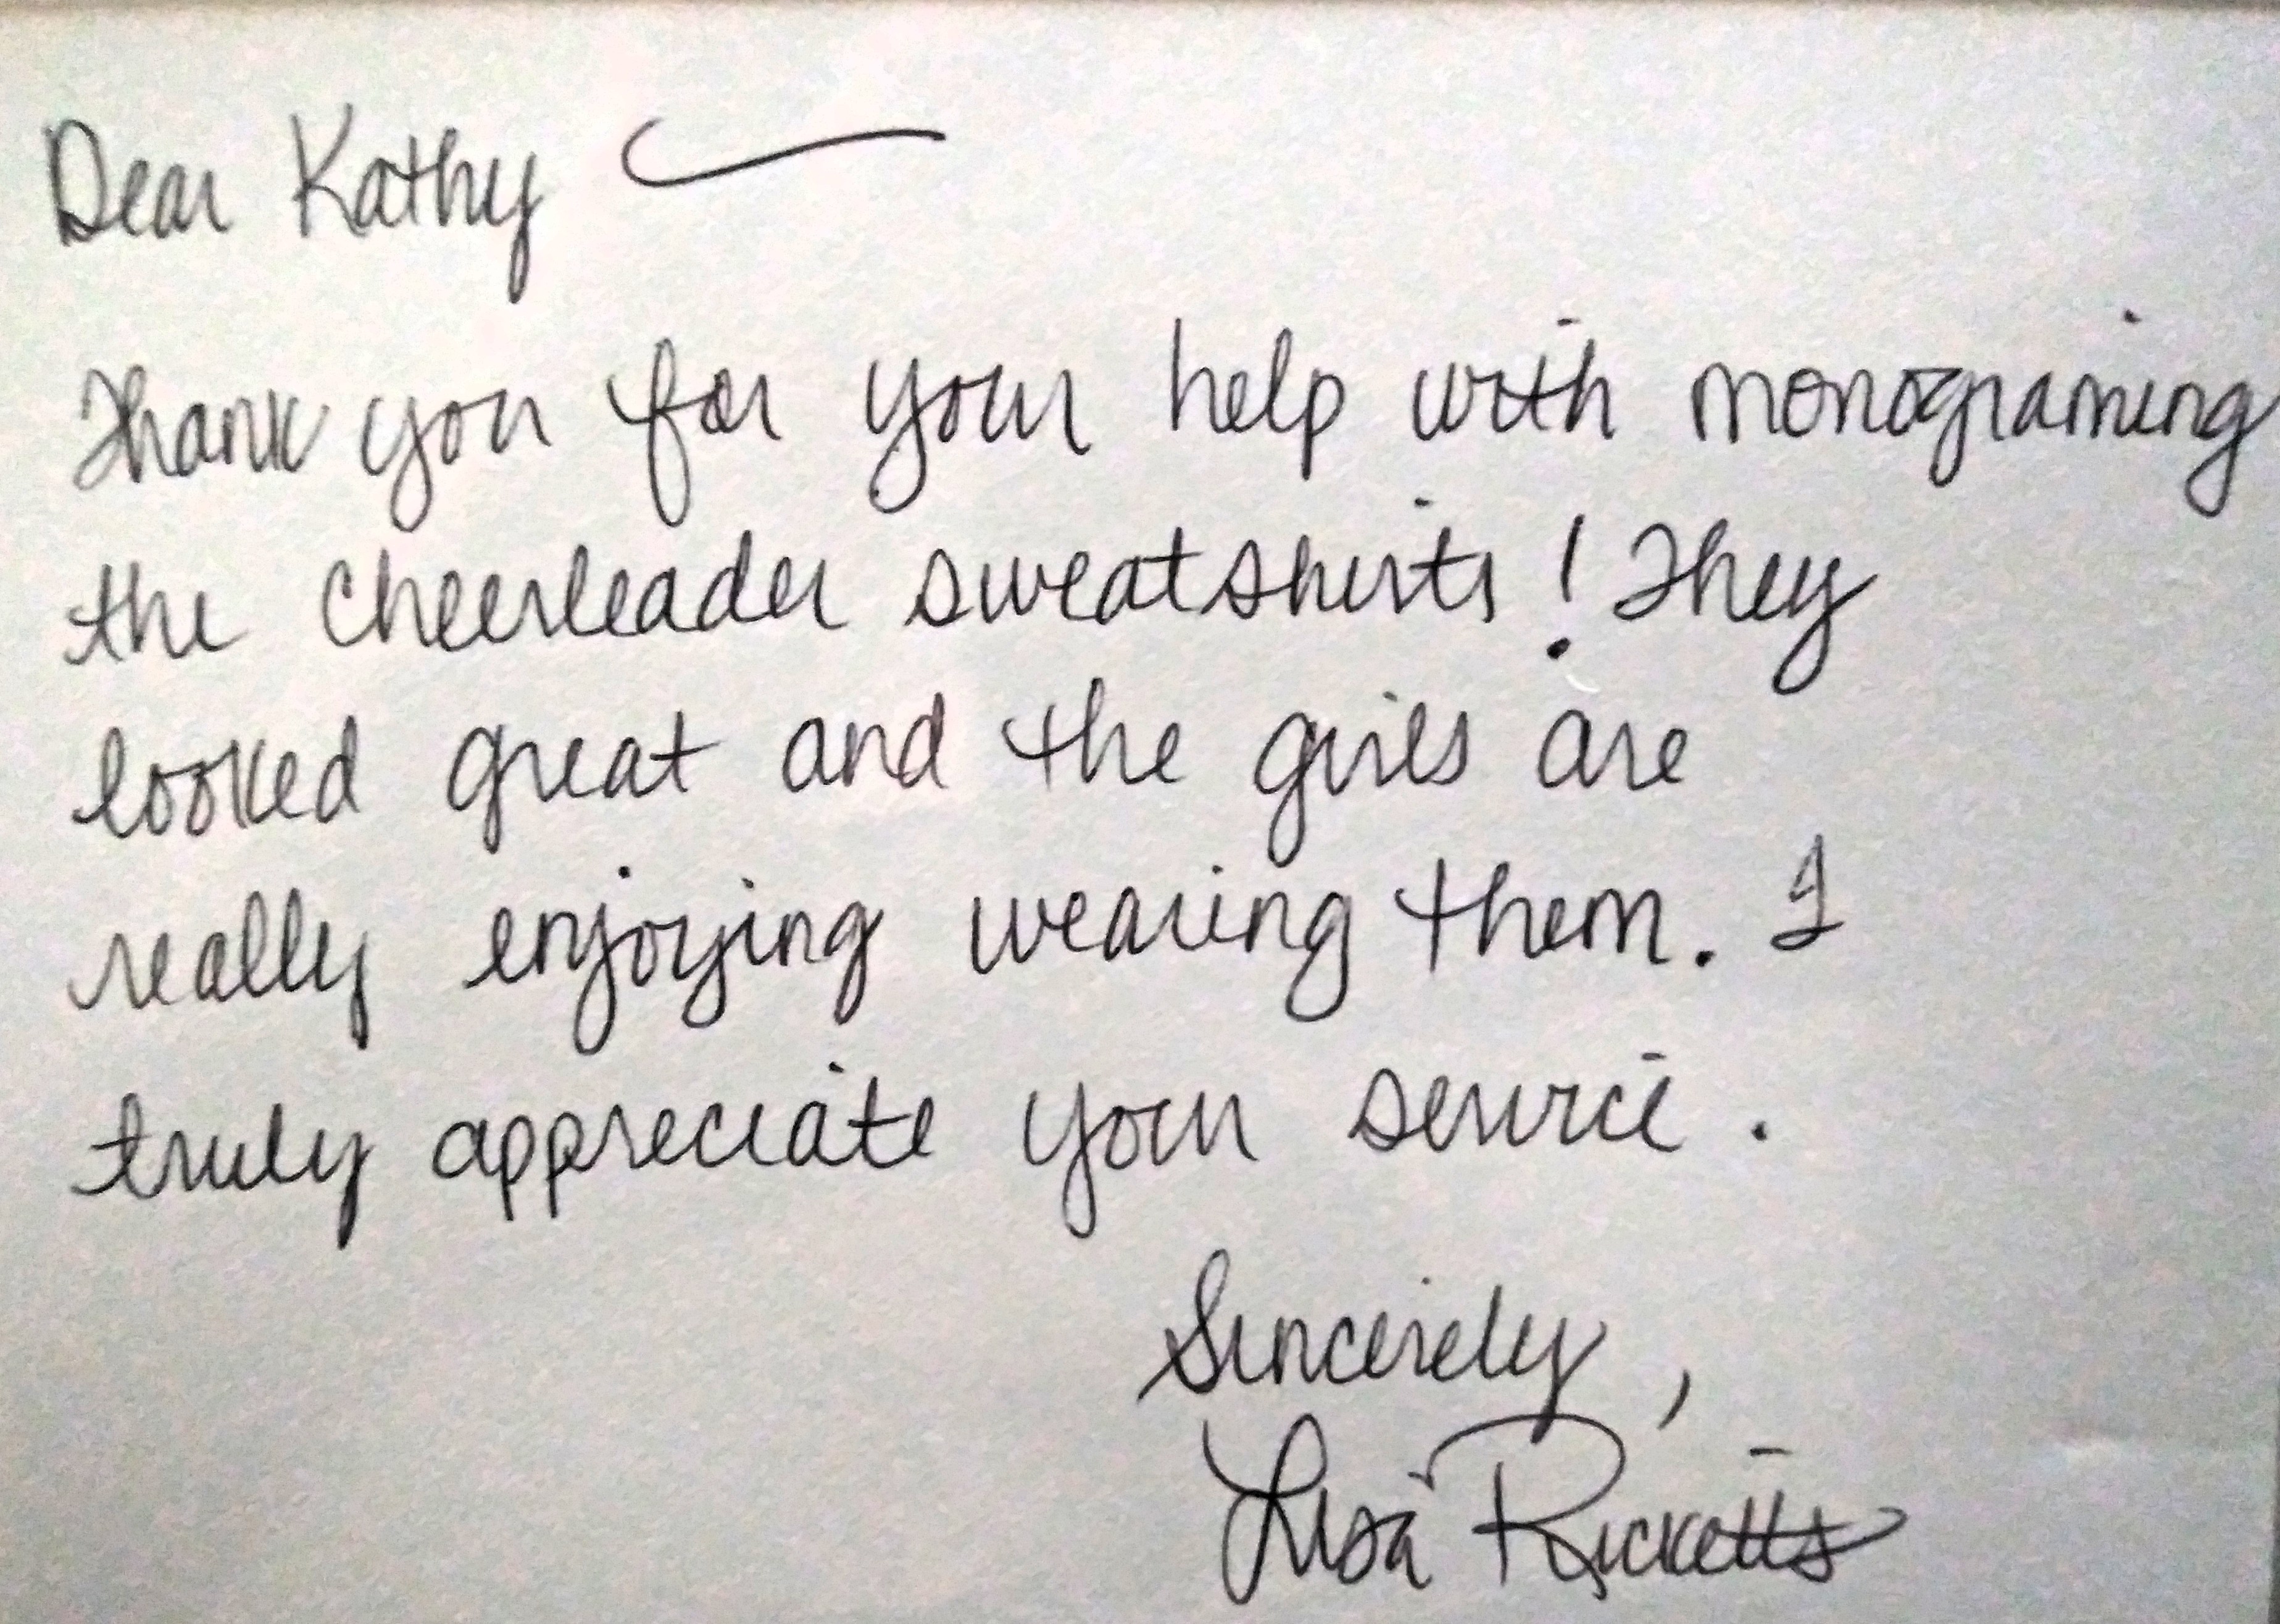 Dear Kathy —
Thank you for your help with monograming
the cheerleader sweatshirts! They
looked great and the girls are
really enjoying wearing them. I
truly appreciate your service.
Sincerely,
Lisa Ricketts